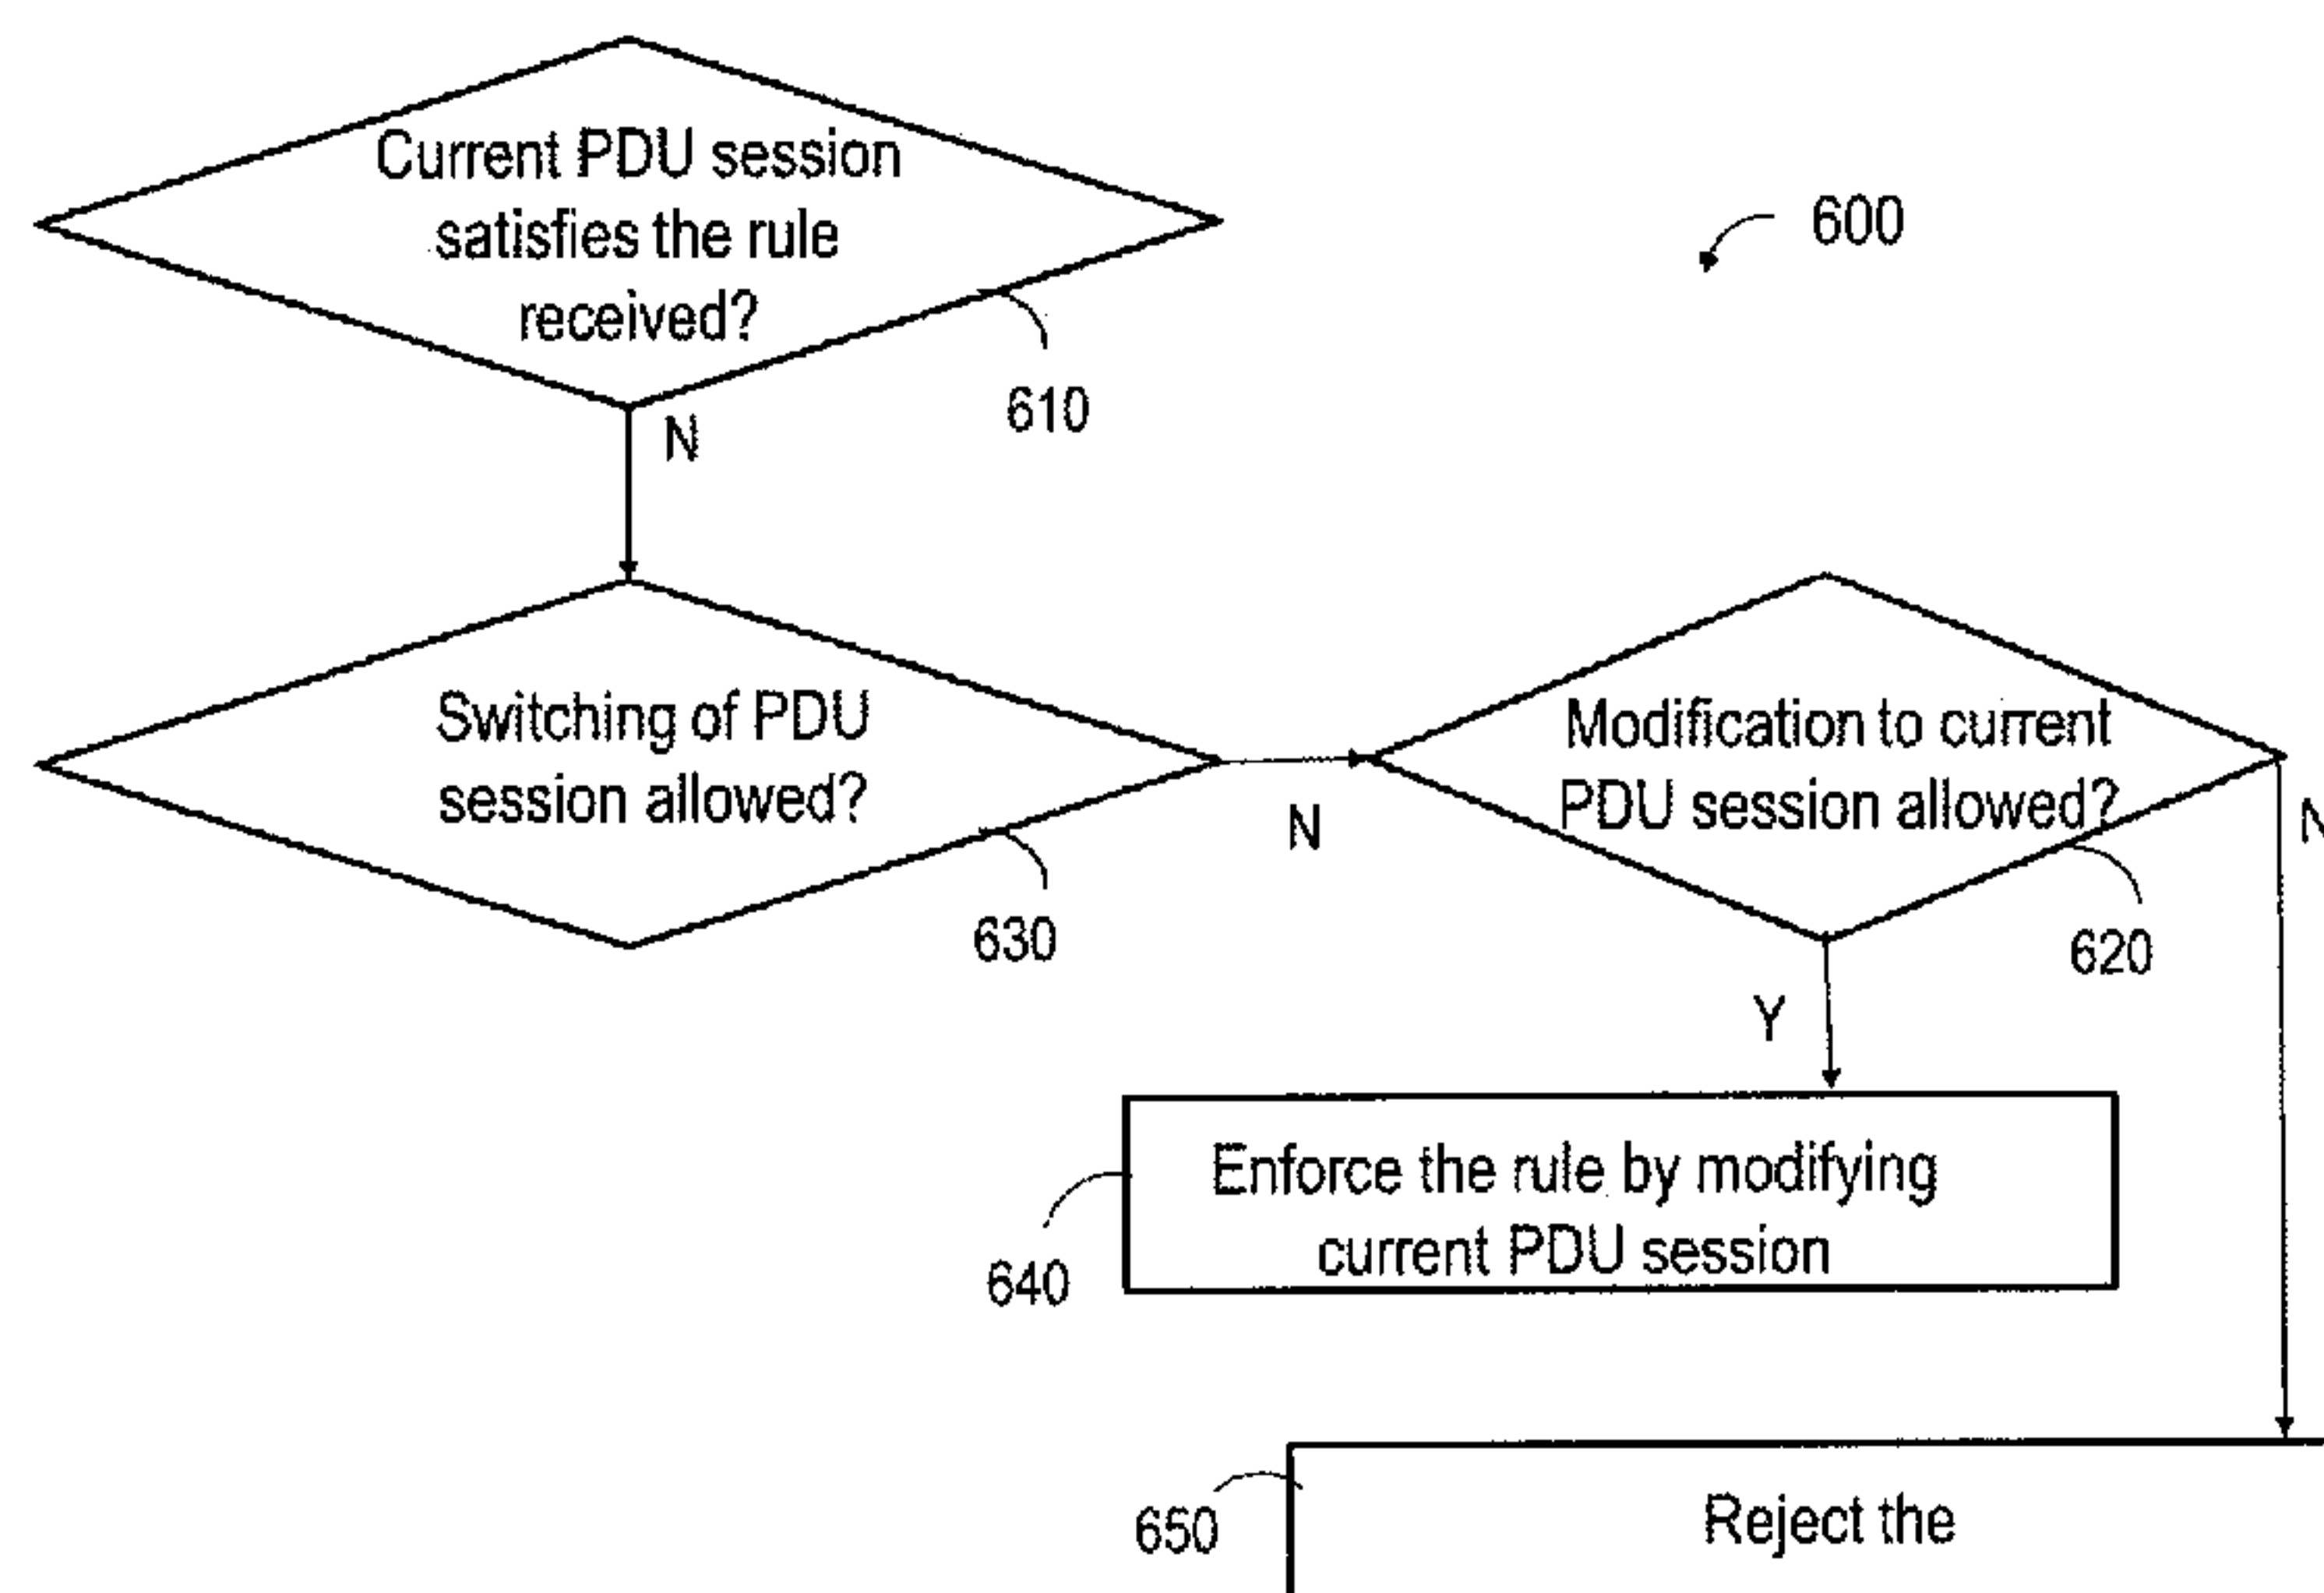 Current PDU session
satisfies the rule
received?
600
610
N
Switching of PDU
session allowed?
Modification to current
PDU session allowed?
N
N
630
620
Y
Enforce the rule by modifying
current PDU session
640
Reject the
650